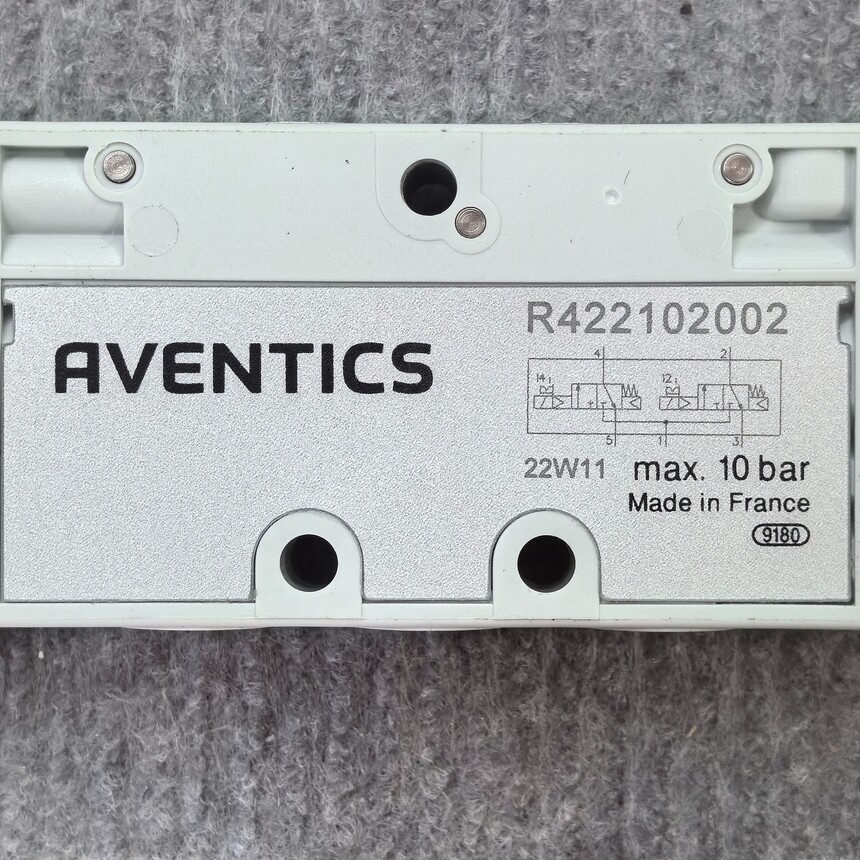 R422102002
AVENTICS
4 2
14 12
5 1 3
22W11 max. 10 bar
Made in France
9180